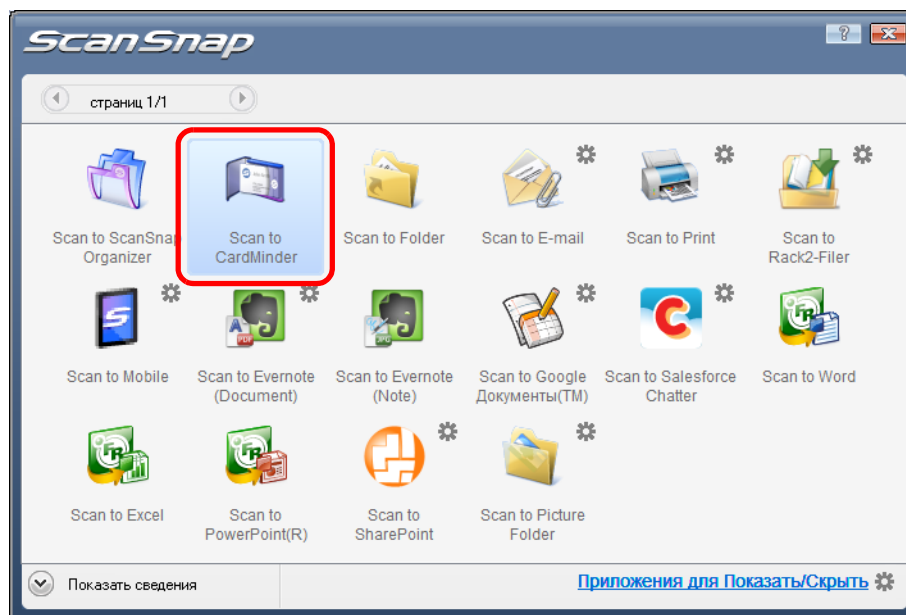 ScanSnap
?
страниц 1/1
Scan to ScanSnap
Organizer
Scan to
CardMinder
Scan to Folder
Scan to E-mail
Scan to Print
Scan to
Rack2-Filer
Scan to Mobile
Scan to Evernote
(Document)
Scan to Evernote
(Note)
Scan to Google
Документы(TM)
Scan to Salesforce
Chatter
Scan to Word
Scan to Excel
Scan to
PowerPoint(R)
Scan to
SharePoint
Scan to Picture
Folder
Показать сведения
Приложения для Показать/Скрыть